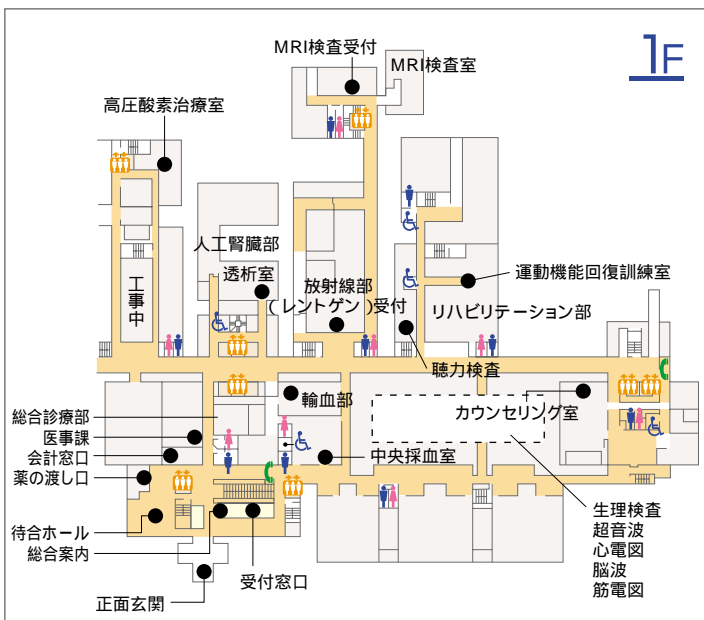 1F
MRI検査受付
MRI検査室
高圧酸素治療室
人工腎臓部
透析室
工事中
放射線部
(レントゲン)受付
運動機能回復訓練室
リハビリテーション部
聴力検査
輸血部
カウンセリング室
総合診療部
医事課
会計窓口
薬の渡し口
中央採血室
待合ホール
総合案内
受付窓口
正面玄関
生理検査
超音波
心電図
脳波
筋電図